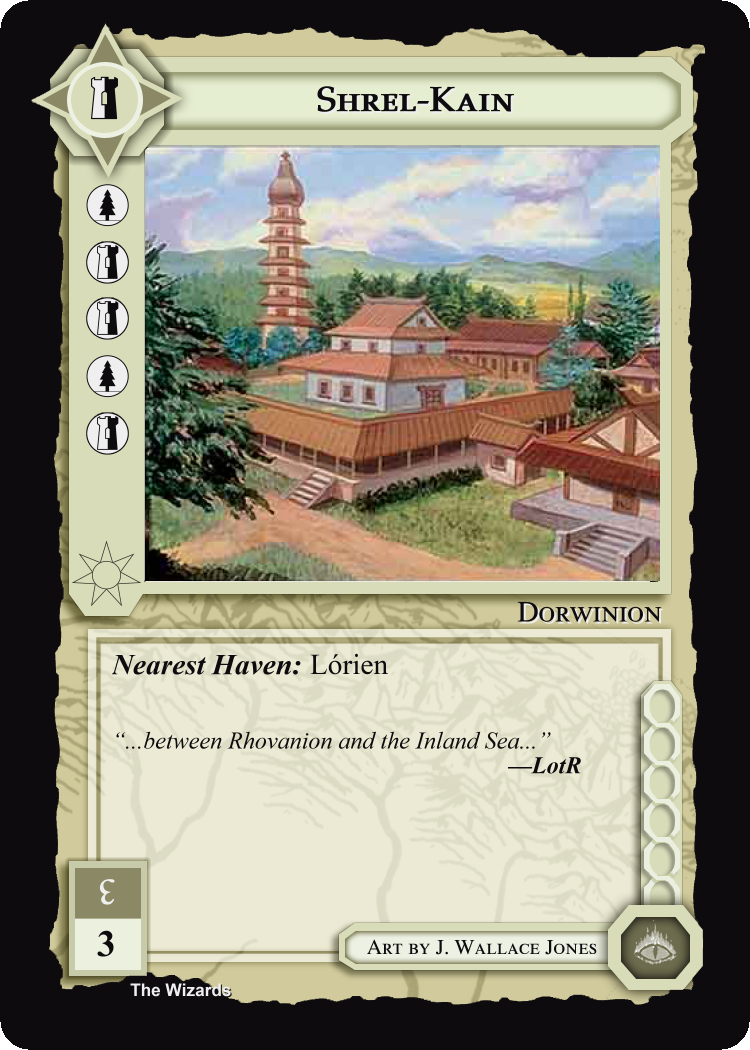 Shrel-Kain
Dorwinion
Nearest Haven: Lórien
“...between Rhovanion and the Inland Sea...”
—LotR
3
Art by J. Wallace Jones
The Wizards